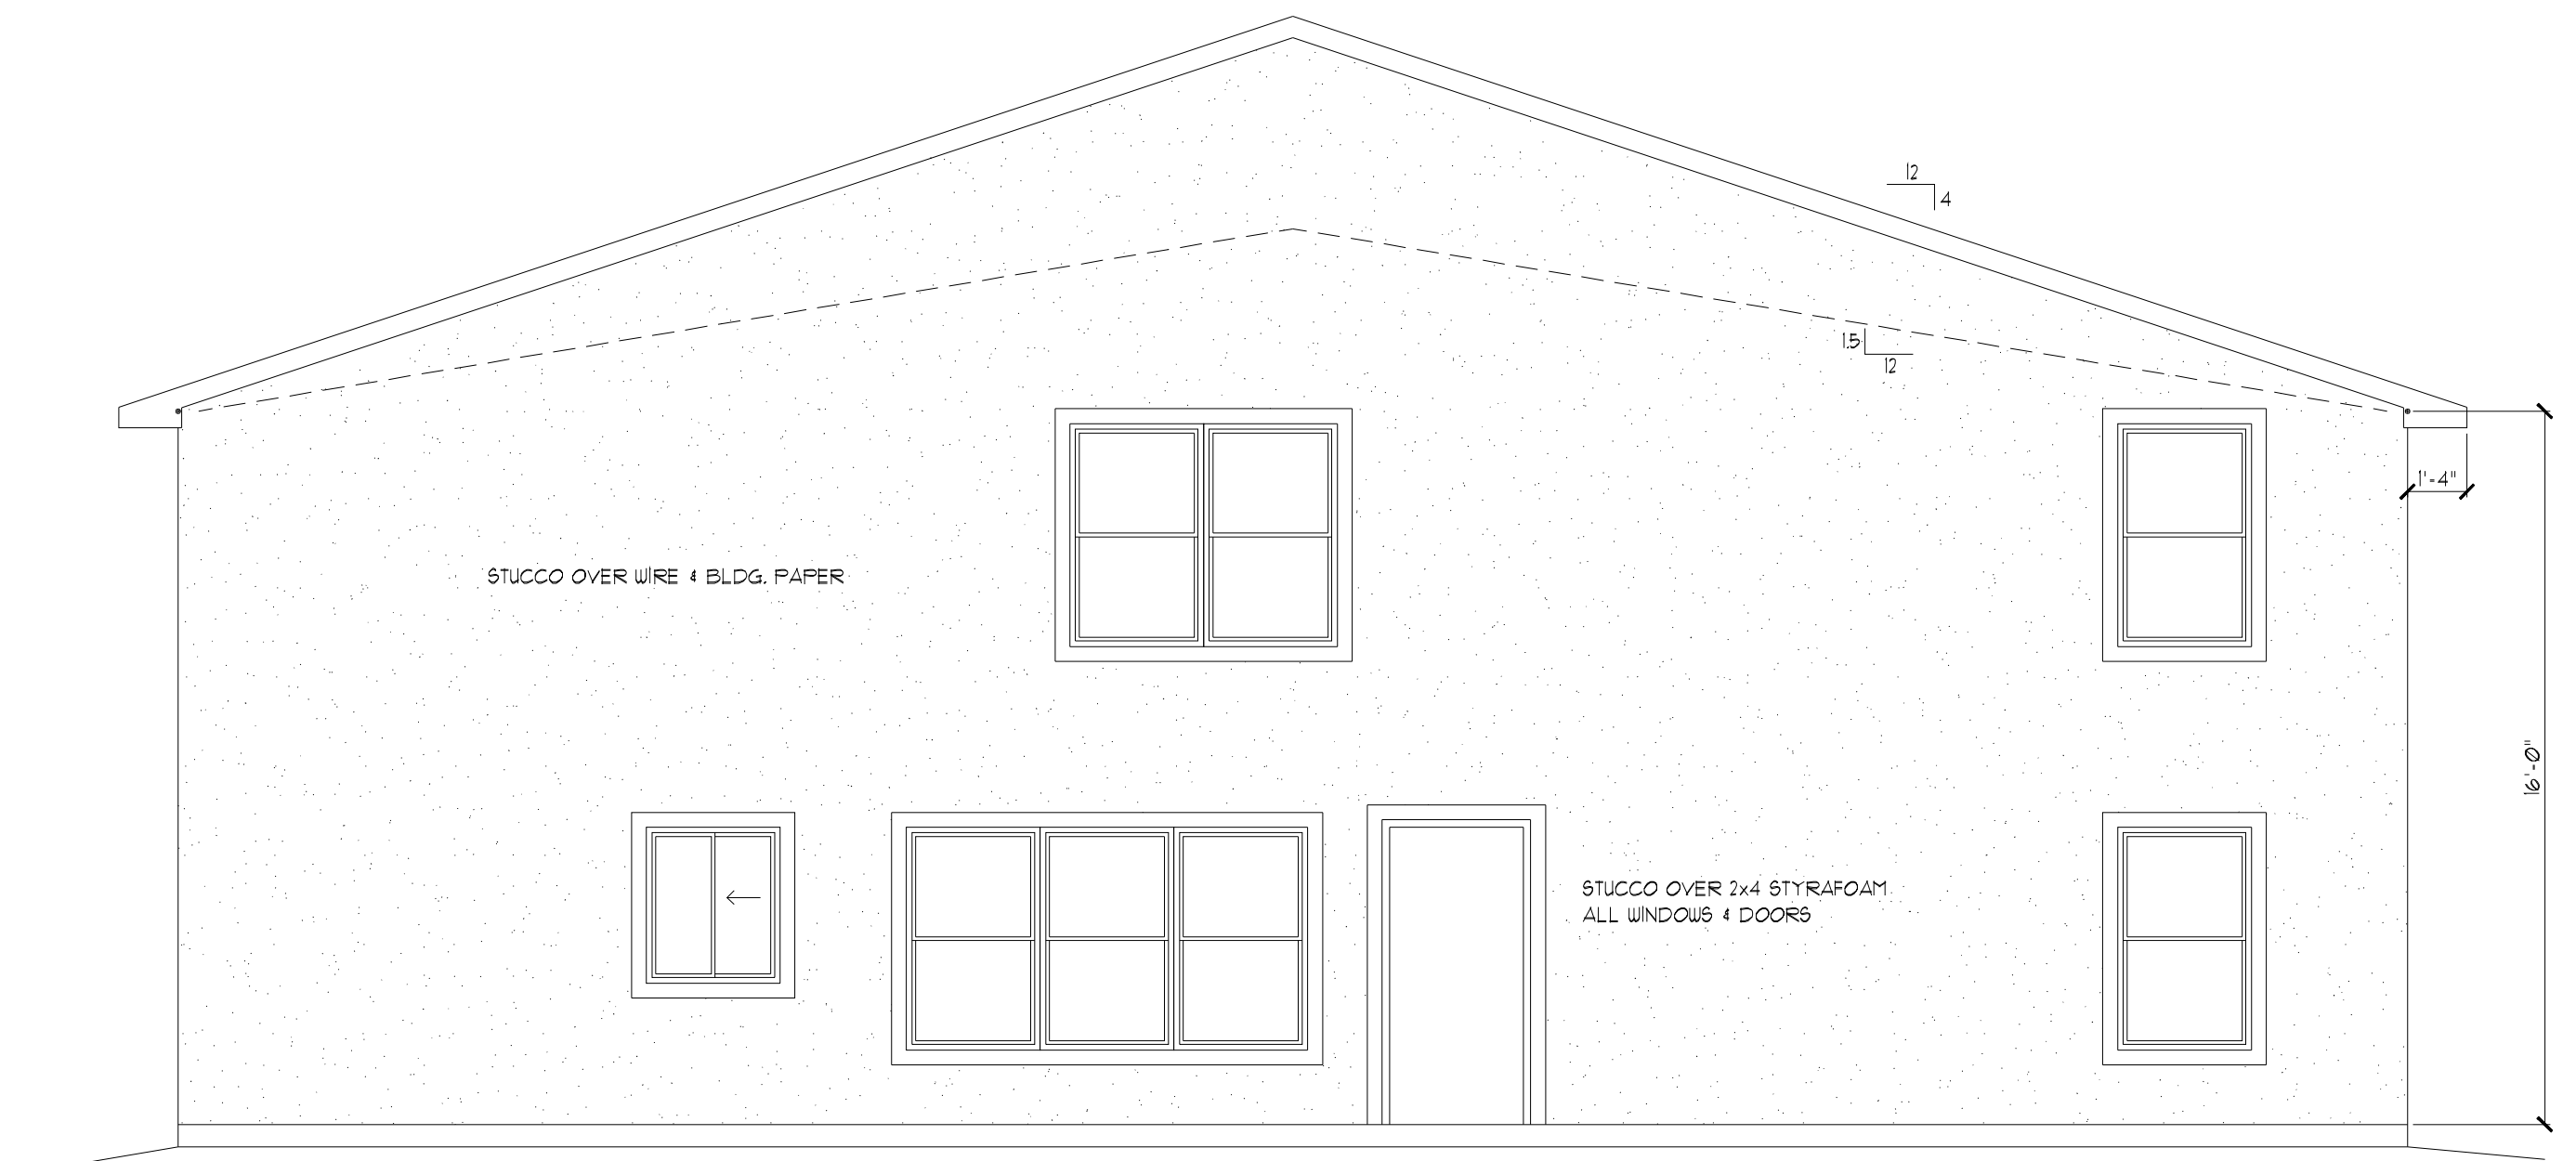 12
4
1.5
12
1'-4"
STUCCO OVER WIRE & BLDG. PAPER
16'-0"
STUCCO OVER 2x4 STYRAFOAM
ALL WINDOWS & DOORS